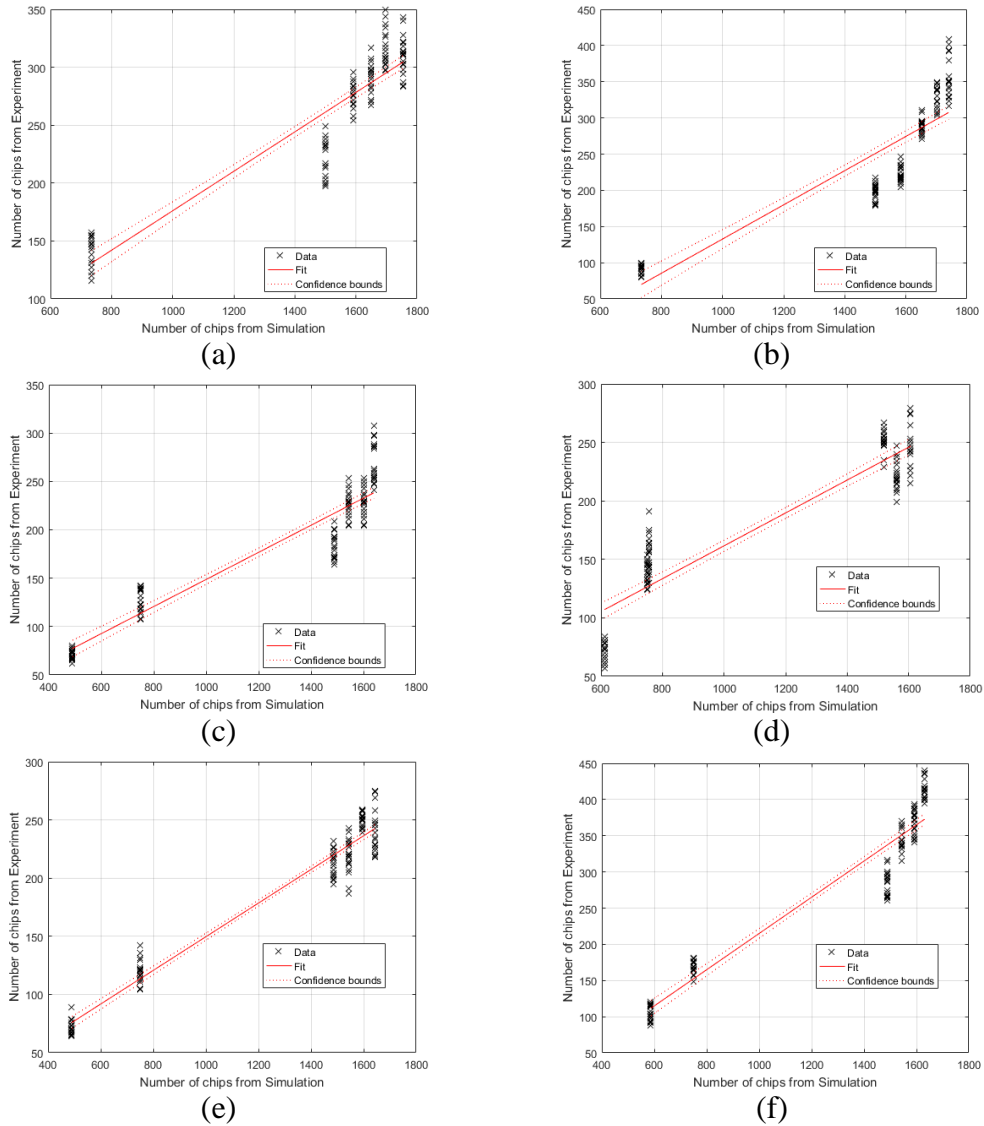 350
300
250
200
150
100
600
800
1000
1200
1400
1600
1800
Number of chips from Experiment
Number of chips from Simulation
Data
Fit
Confidence bounds
(a)
450
400
350
300
250
200
150
100
50
600
800
1000
1200
1400
1600
1800
Number of chips from Experiment
Number of chips from Simulation
Data
Fit
Confidence bounds
(b)
350
300
250
200
150
100
50
400
600
800
1000
1200
1400
1600
1800
Number of chips from Experiment
Number of chips from Simulation
Data
Fit
Confidence bounds
(c)
300
250
200
150
100
50
600
800
1000
1200
1400
1600
1800
Number of chips from Experiment
Number of chips from Simulation
Data
Fit
Confidence bounds
(d)
300
250
200
150
100
50
400
600
800
1000
1200
1400
1600
1800
Number of chips from Experiment
Number of chips from Simulation
Data
Fit
Confidence bounds
(e)
450
400
350
300
250
200
150
100
50
400
600
800
1000
1200
1400
1600
1800
Number of chips from Experiment
Number of chips from Simulation
Data
Fit
Confidence bounds
(f)